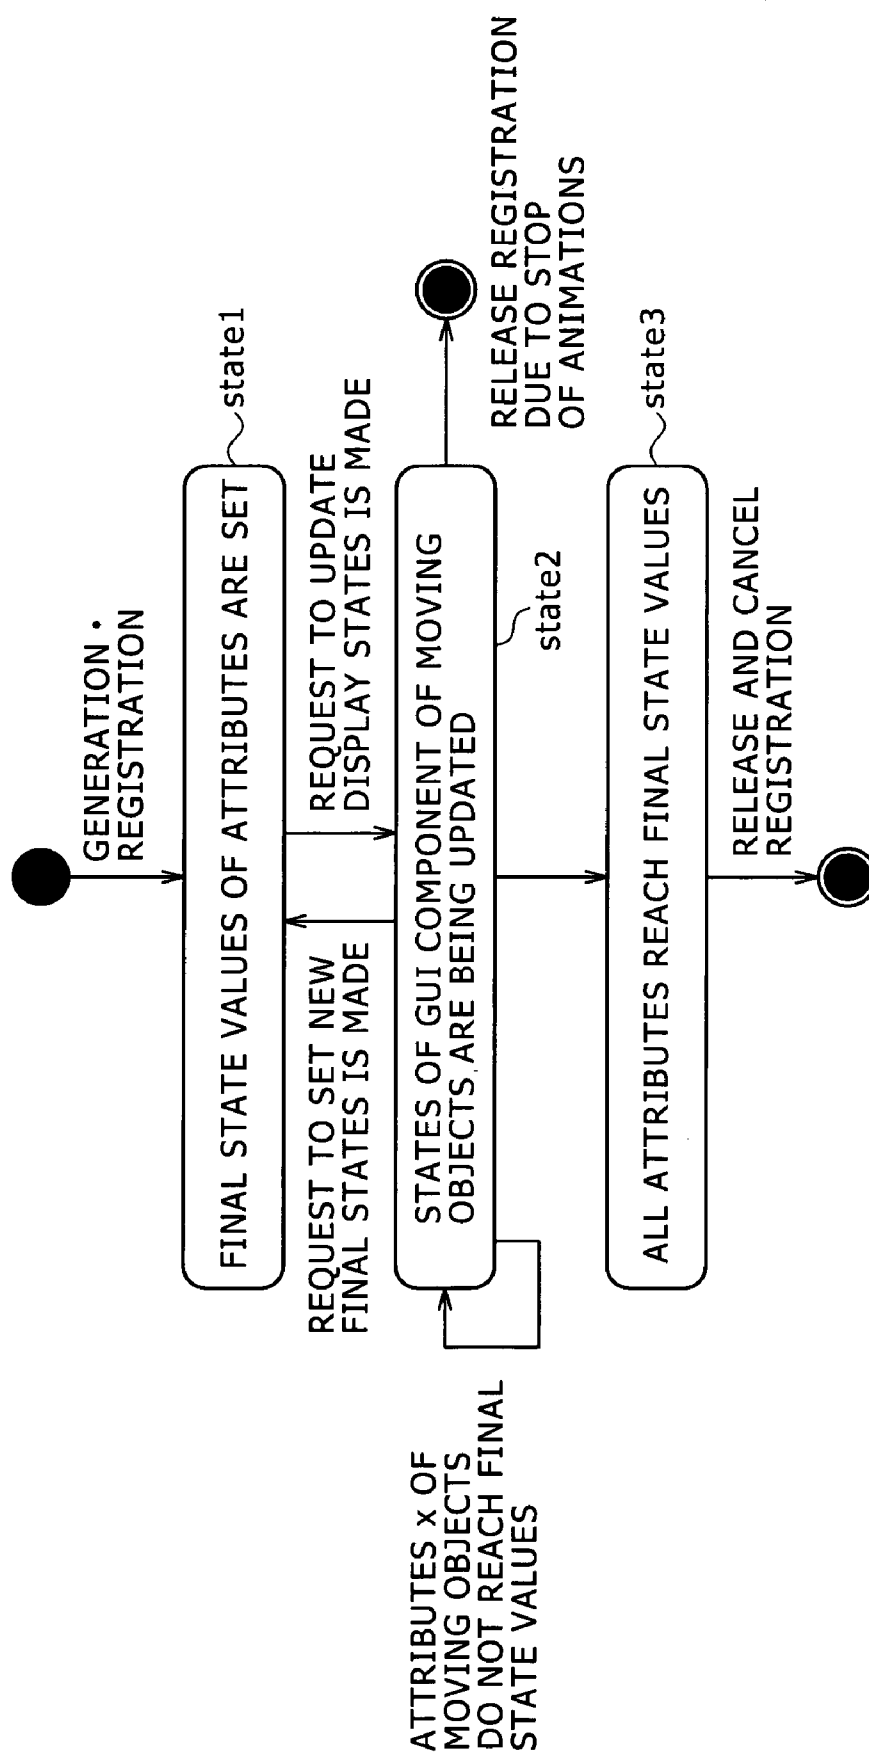 GENERATION •
REGISTRATION
FINAL STATE VALUES OF ATTRIBUTES ARE SET
state1
REQUEST TO SET NEW
FINAL STATES IS MADE
REQUEST TO UPDATE
DISPLAY STATES IS MADE
ATTRIBUTES x OF
MOVING OBJECTS
DO NOT REACH FINAL
STATE VALUES
STATES OF GUI COMPONENT OF MOVING
OBJECTS ARE BEING UPDATED
state2
RELEASE REGISTRATION
DUE TO STOP
OF ANIMATIONS
ALL ATTRIBUTES REACH FINAL STATE VALUES
state3
RELEASE AND CANCEL
REGISTRATION